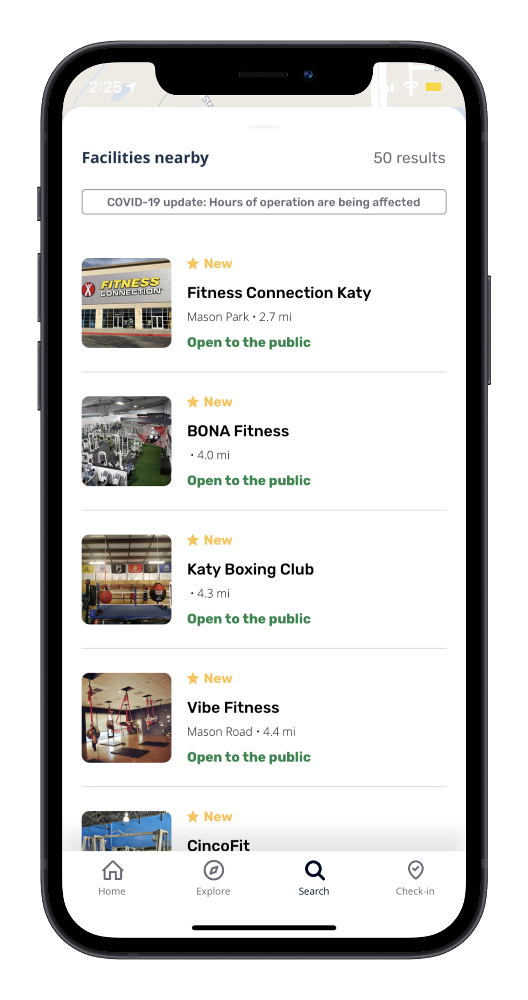 2:25
Sta
Facilities nearby
50 results
COVID-19 update: Hours of operation are being affected
FITNESS
CONNECTION
New
Fitness Connection Katy
Mason Park • 2.7 mi
Open to the public
New
BONA Fitness
• 4.0 mi
Open to the public
New
Katy Boxing Club
• 4.3 mi
Open to the public
New
Vibe Fitness
Mason Road • 4.4 mi
Open to the public
New
CincoFit
Home
Explore
Search
Check-in